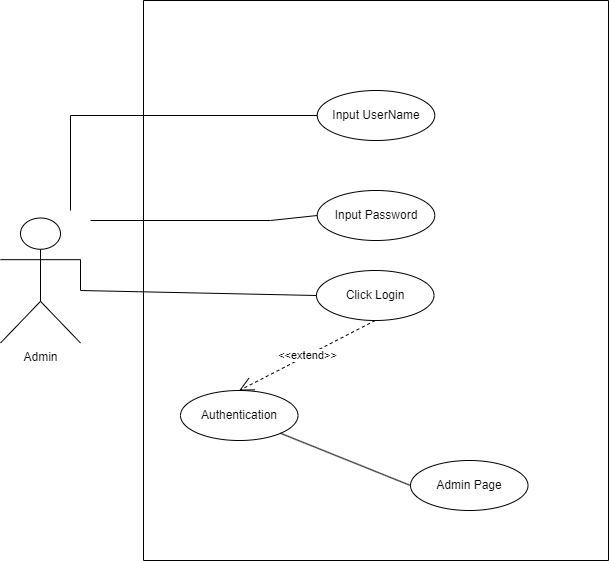 Input UserName
Input Password
Click Login
Admin
<<extend>>
Authentication
Admin Page